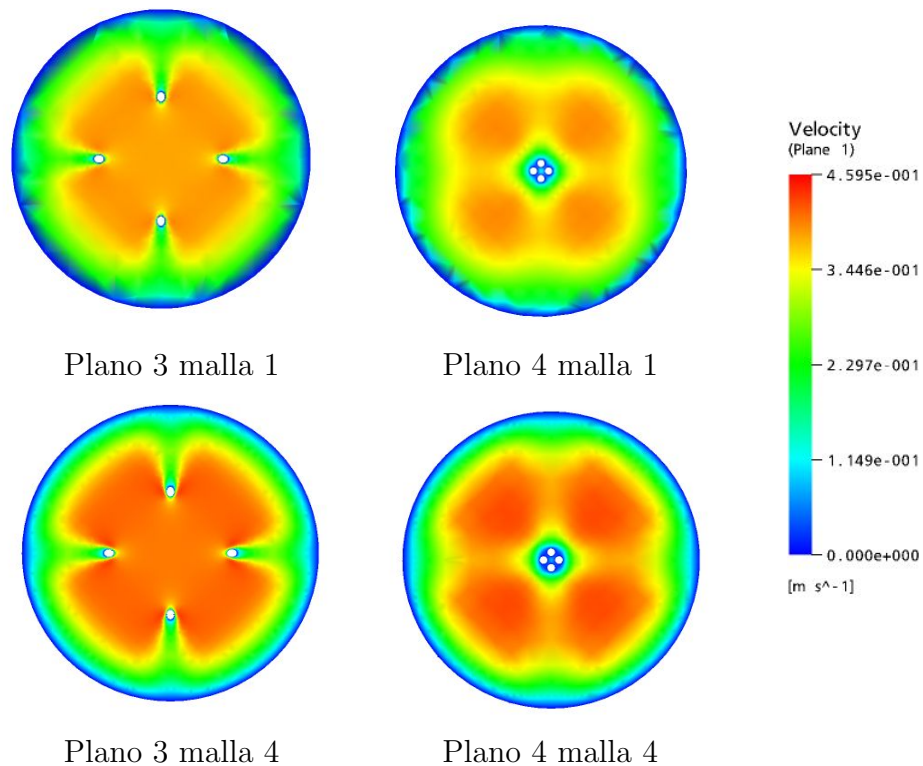 Plano 3 malla 1
Plano 4 malla 1
Plano 3 malla 4
Plano 4 malla 4
Velocity
(Plane 1)
4.595e-001
3.446e-001
2.297e-001
1.149e-001
0.000e+000
[m s^-1]